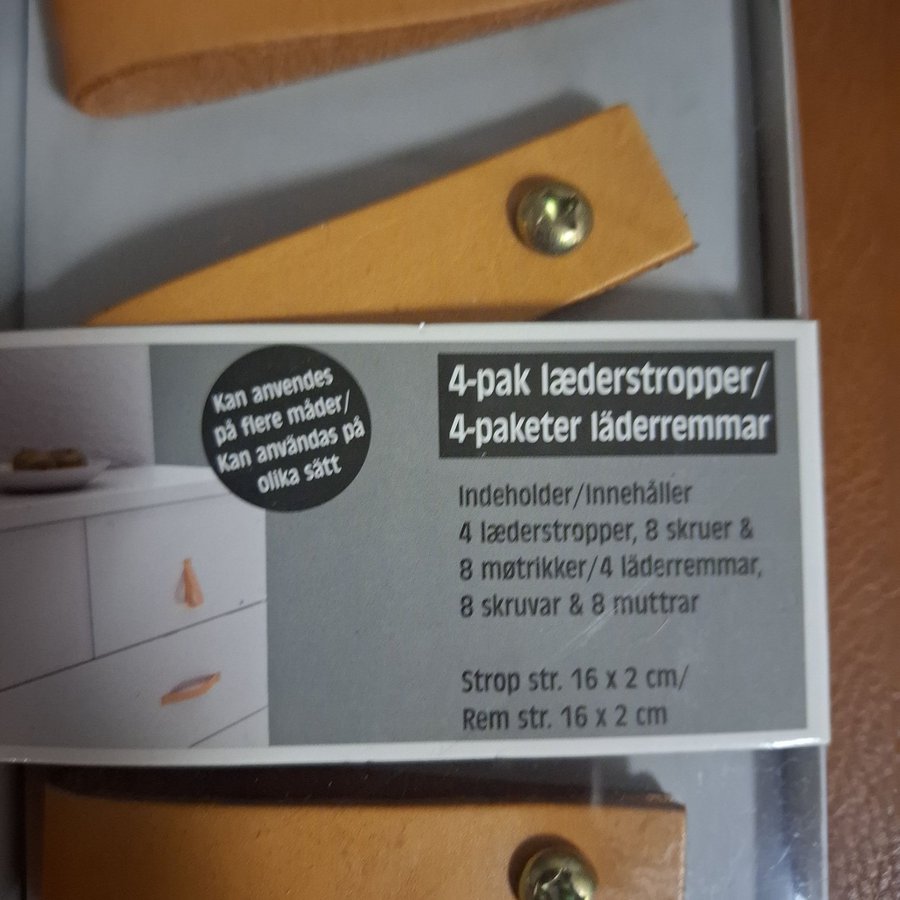 Kan anvendes
på flere måder/
Kan användas på
olika sätt
4-pak læderstropper/
4-paketer läderremmar
Indeholder/Innehåller
4 læderstropper, 8 skruer &
8 møtrikker/4 läderremmar,
8 skruvar & 8 muttrar
Strop str. 16 x 2 cm/
Rem str. 16 x 2 cm